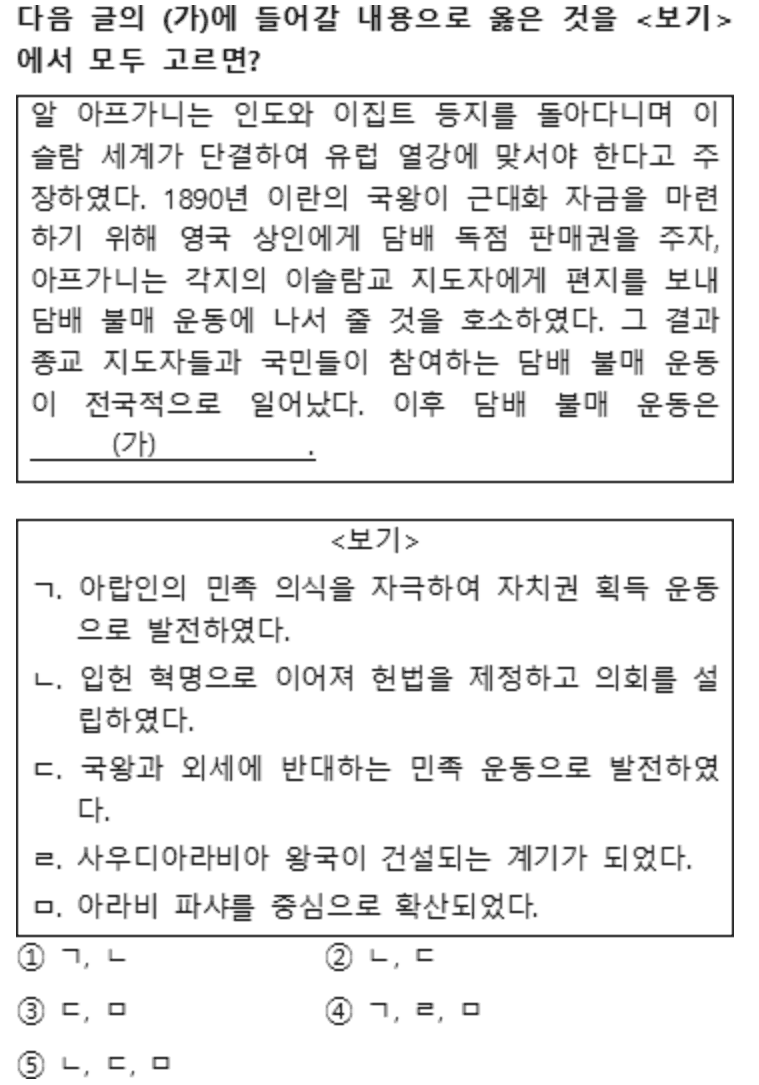 다음 글의 (가)에 들어갈 내용으로 옳은 것을 <보기>
에서 모두 고르면?
알 아프가니는 인도와 이집트 등지를 돌아다니며 이
슬람 세계가 단결하여 유럽 열강에 맞서야 한다고 주
장하였다. 1890년 이란의 국왕이 근대화 자금을 마련
하기 위해 영국 상인에게 담배 독점 판매권을 주자,
아프가니는 각지의 이슬람교 지도자에게 편지를 보내
담배 불매 운동에 나서 줄 것을 호소하였다. 그 결과
종교 지도자들과 국민들이 참여하는 담배 불매 운동
이 전국적으로 일어났다. 이후 담배 불매 운동은
(가) .
<보기>
ㄱ. 아랍인의 민족 의식을 자극하여 자치권 획득 운동
으로 발전하였다.
ㄴ. 입헌 혁명으로 이어져 헌법을 제정하고 의회를 설
립하였다.
ㄷ. 국왕과 외세에 반대하는 민족 운동으로 발전하였
다.
ㄹ. 사우디아라비아 왕국이 건설되는 계기가 되었다.
ㅁ. 아라비 파샤를 중심으로 확산되었다.
① ㄱ, ㄴ ② ㄴ, ㄷ
③ ㄷ, ㅁ ④ ㄱ, ㄹ, ㅁ
⑤ ㄴ, ㄷ, ㅁ